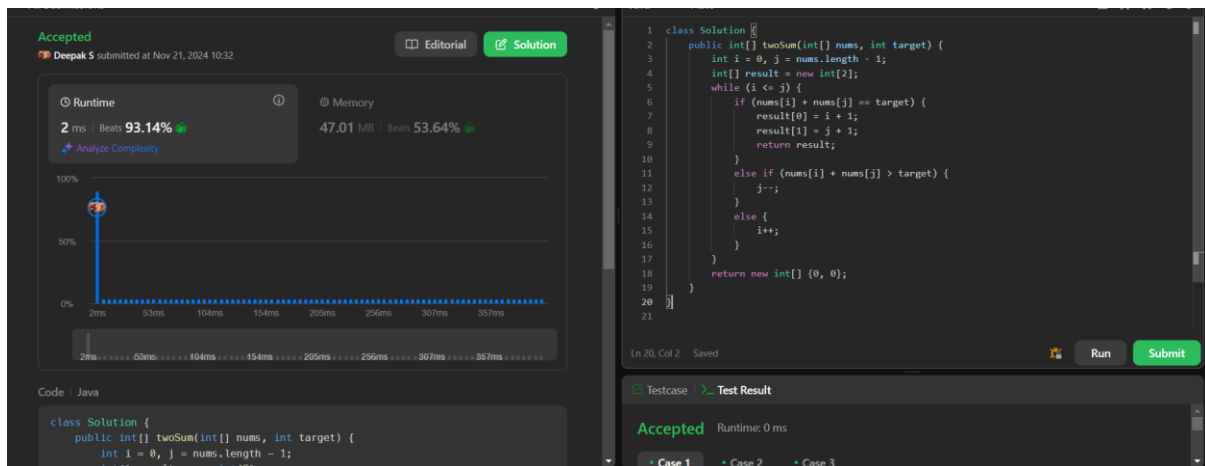 Accepted
Deepak S submitted at Nov 21, 2024 10:32
Editorial
Solution
Runtime
2 ms | Beats 93.14%
Analyze Complexity
Memory
47.01 MB | Beats 53.64%
100%
50%
0%
2ms 53ms 104ms 154ms 205ms 256ms 307ms 357ms
2ms 53ms 104ms 154ms 205ms 256ms 307ms 357ms
Code | Java
class Solution {
public int[] twoSum(int[] nums, int target) {
int i = 0, j = nums.length - 1;
1 class Solution {
2 public int[] twoSum(int[] nums, int target) {
3 int i = 0, j = nums.length - 1;
4 int[] result = new int[2];
5 while (i <= j) {
6 if (nums[i] + nums[j] == target) {
7 result[0] = i + 1;
8 result[1] = j + 1;
9 return result;
10 }
11 else if (nums[i] + nums[j] > target) {
12 j--;
13 }
14 else {
15 i++;
16 }
17 }
18 return new int[] {0, 0};
19 }
20 }
21
Ln 20, Col 2 | Saved
Run
Submit
Testcase | >_ Test Result
Accepted Runtime: 0 ms
• Case 1 • Case 2 • Case 3